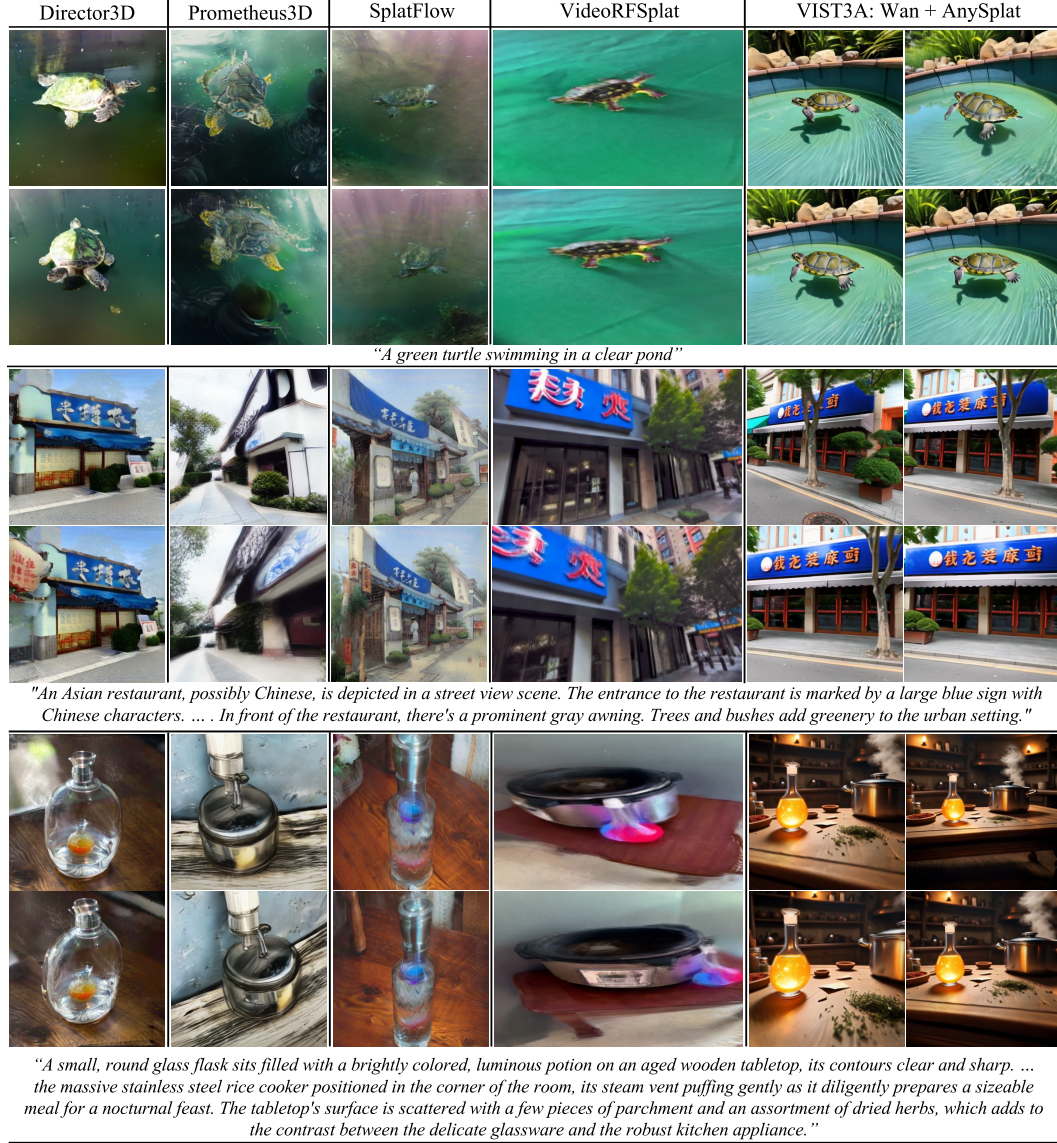 Director3D Prometheus3D SplatFlow VideoRFSplat VIST3A: Wan + AnySplat
“A green turtle swimming in a clear pond”
"An Asian restaurant, possibly Chinese, is depicted in a street view scene. The entrance to the restaurant is marked by a large blue sign with
Chinese characters. ... . In front of the restaurant, there's a prominent gray awning. Trees and bushes add greenery to the urban setting."
“A small, round glass flask sits filled with a brightly colored, luminous potion on an aged wooden tabletop, its contours clear and sharp. ...
the massive stainless steel rice cooker positioned in the corner of the room, its steam vent puffing gently as it diligently prepares a sizeable
meal for a nocturnal feast. The tabletop's surface is scattered with a few pieces of parchment and an assortment of dried herbs, which adds to
the contrast between the delicate glassware and the robust kitchen appliance.”